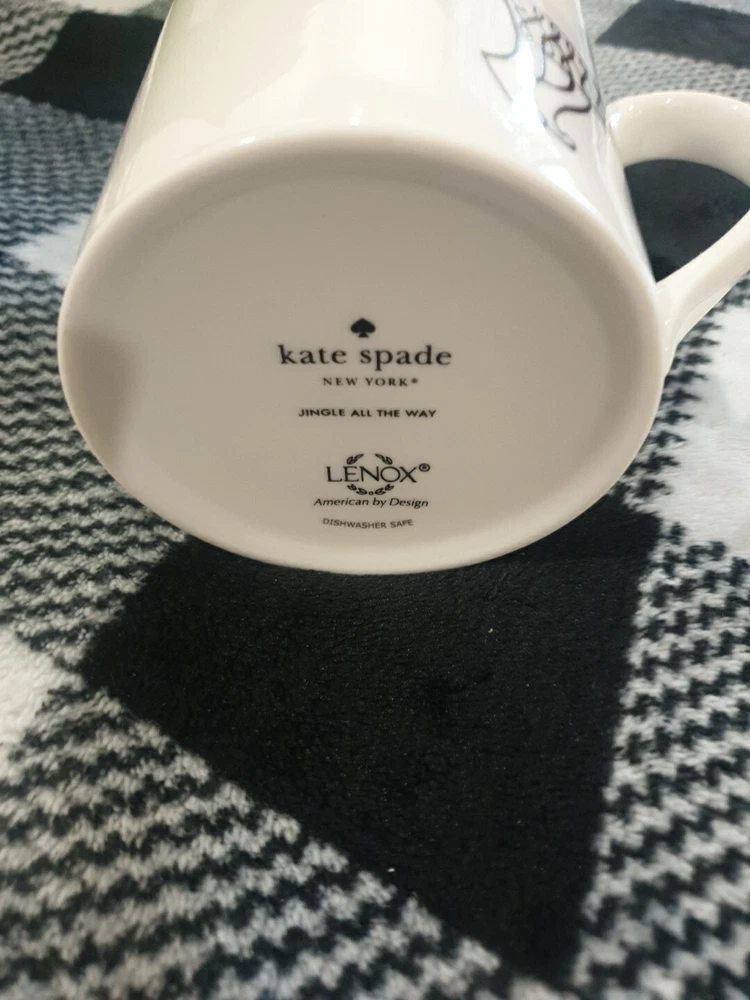 kate spade
NEW YORK®
JINGLE ALL THE WAY
LENOX®
American by Design
DISHWASHER SAFE